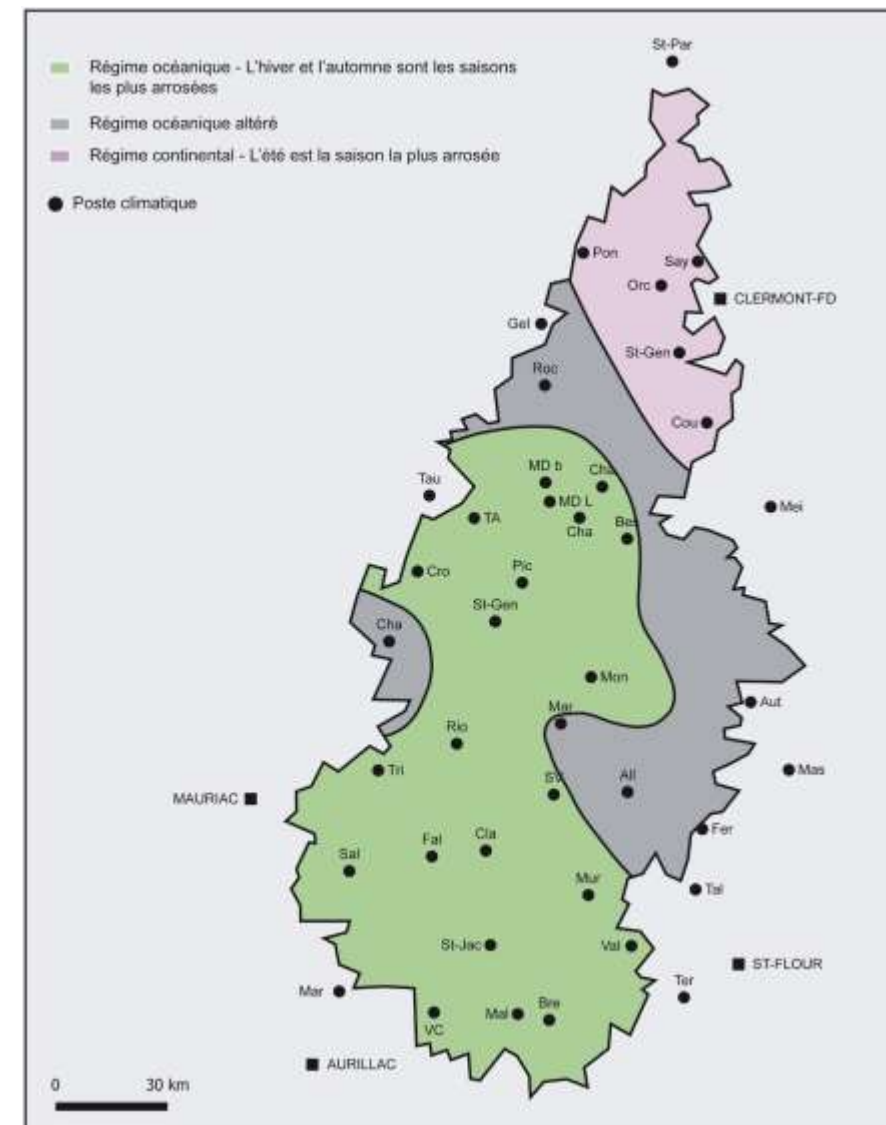 St-Par
Régime océanique - L'hiver et l'automne sont les saisons
les plus arrosées
Régime océanique altéré
Régime continental - L'été est la saison la plus arrosée
Poste climatique
Pon
Say
Orc
CLERMONT-FD
Gel
St-Gen
Roc
Cou
MD b
Cha
Tau
MD L
Mei
TA
Cha
Bes
Cro
Pic
St-Gen
Cha
Mon
Aut
Mar
Rio
Tri
Mas
SV
All
MAURIAC
Fer
Fal
Cla
Sal
Mur
Tal
St-Jac
Val
ST-FLOUR
Mar
Ter
VC
Mal
Bre
AURILLAC
0 30 km